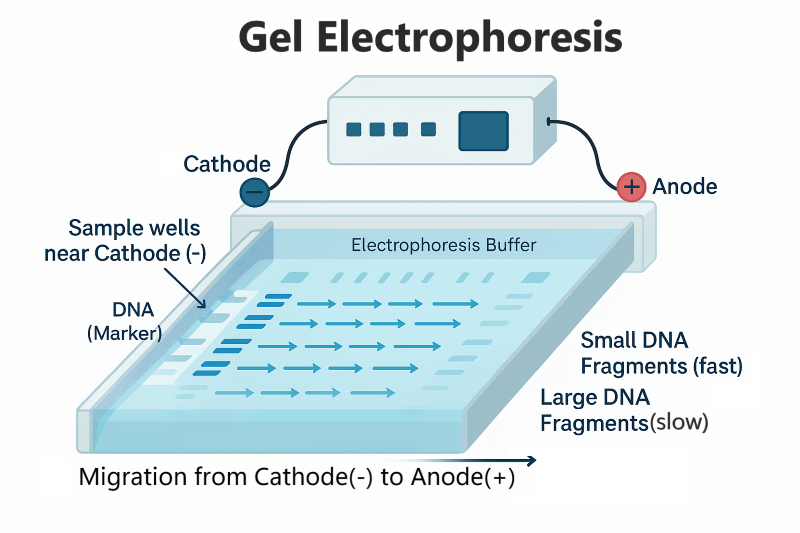 Gel Electrophoresis
Cathode
−
+
Anode
Sample wells
near Cathode (-)
Electrophoresis Buffer
DNA
(Marker)
Small DNA
Fragments (fast)
Large DNA
Fragments(slow)
Migration from Cathode(-) to Anode(+)